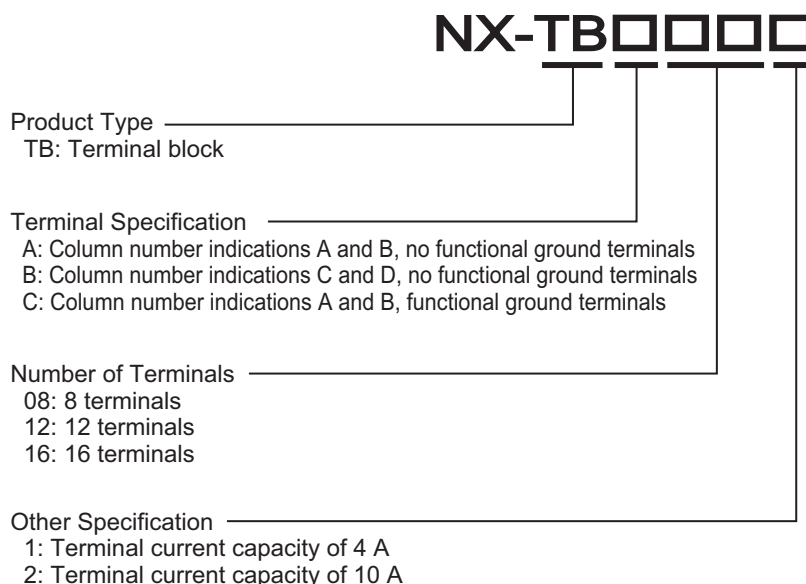 NX-TB□□□□
Product Type
TB: Terminal block
Terminal Specification
A: Column number indications A and B, no functional ground terminals
B: Column number indications C and D, no functional ground terminals
C: Column number indications A and B, functional ground terminals
Number of Terminals
08: 8 terminals
12: 12 terminals
16: 16 terminals
Other Specification
1: Terminal current capacity of 4 A
2: Terminal current capacity of 10 A